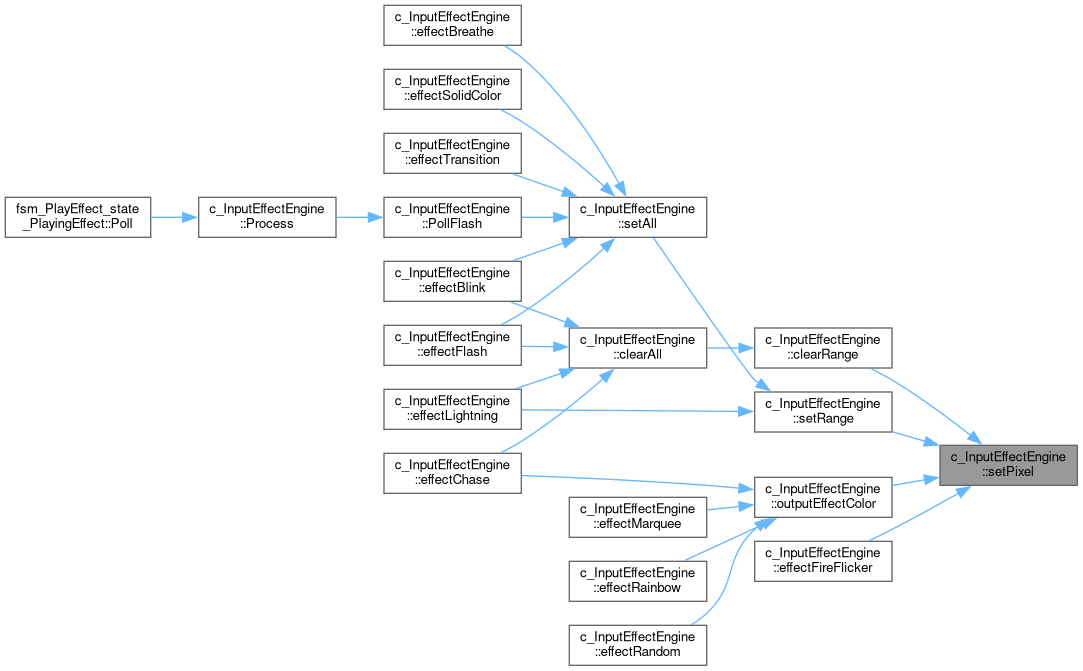 c_InputEffectEngine
::effectBreathe
c_InputEffectEngine
::effectSolidColor
c_InputEffectEngine
::effectTransition
fsm_PlayEffect_state
_PlayingEffect::Poll
c_InputEffectEngine
::Process
c_InputEffectEngine
::PollFlash
c_InputEffectEngine
::setAll
c_InputEffectEngine
::effectBlink
c_InputEffectEngine
::effectFlash
c_InputEffectEngine
::clearAll
c_InputEffectEngine
::clearRange
c_InputEffectEngine
::effectLightning
c_InputEffectEngine
::setRange
c_InputEffectEngine
::setPixel
c_InputEffectEngine
::effectChase
c_InputEffectEngine
::outputEffectColor
c_InputEffectEngine
::effectMarquee
c_InputEffectEngine
::effectFireFlicker
c_InputEffectEngine
::effectRainbow
c_InputEffectEngine
::effectRandom